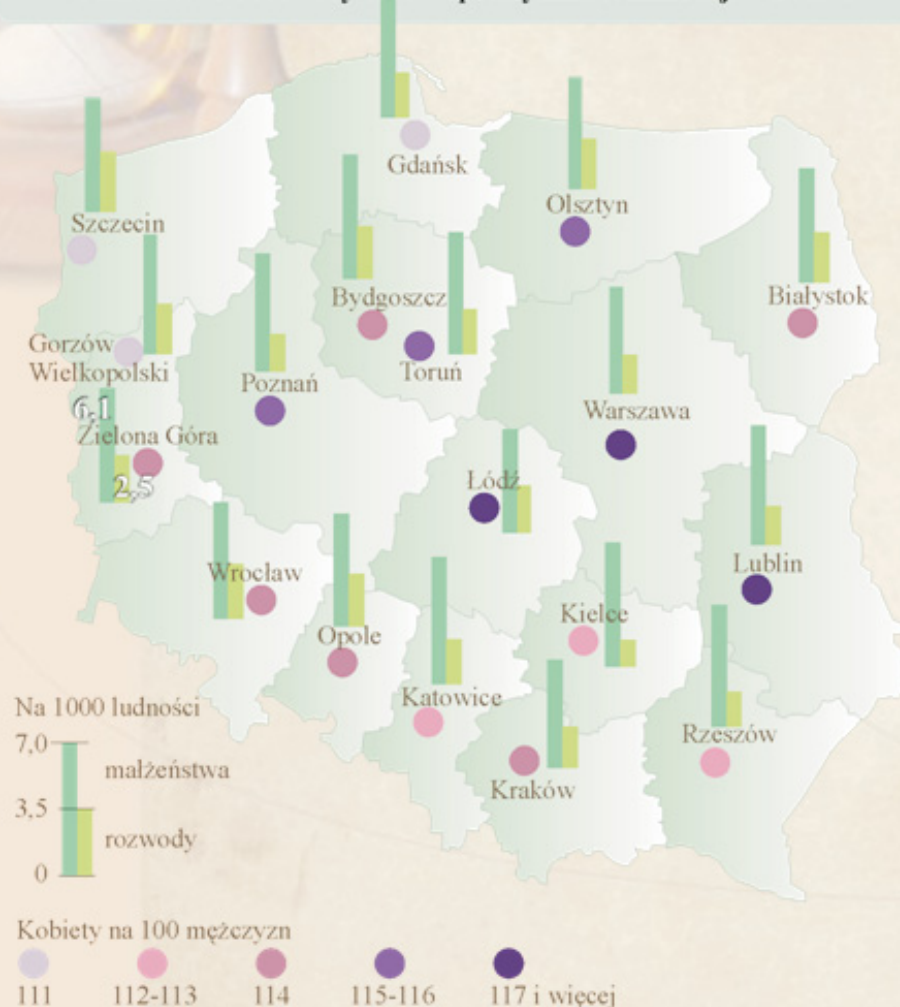 Gdańsk
Olsztyn
Szczecin
Białystok
Bydgoszcz
Gorzów
Wielkopolski
Toruń
Poznań
6,1
Warszawa
Zielona Góra
2,5
Łódź
Lublin
Wrocław
Kielce
Opole
Katowice
Rzeszów
Kraków
Na 1000 ludności
7,0
małżeństwa
3,5
rozwody
0
Kobiety na 100 mężczyzn
111 112-113 114 115-116 117 i więcej